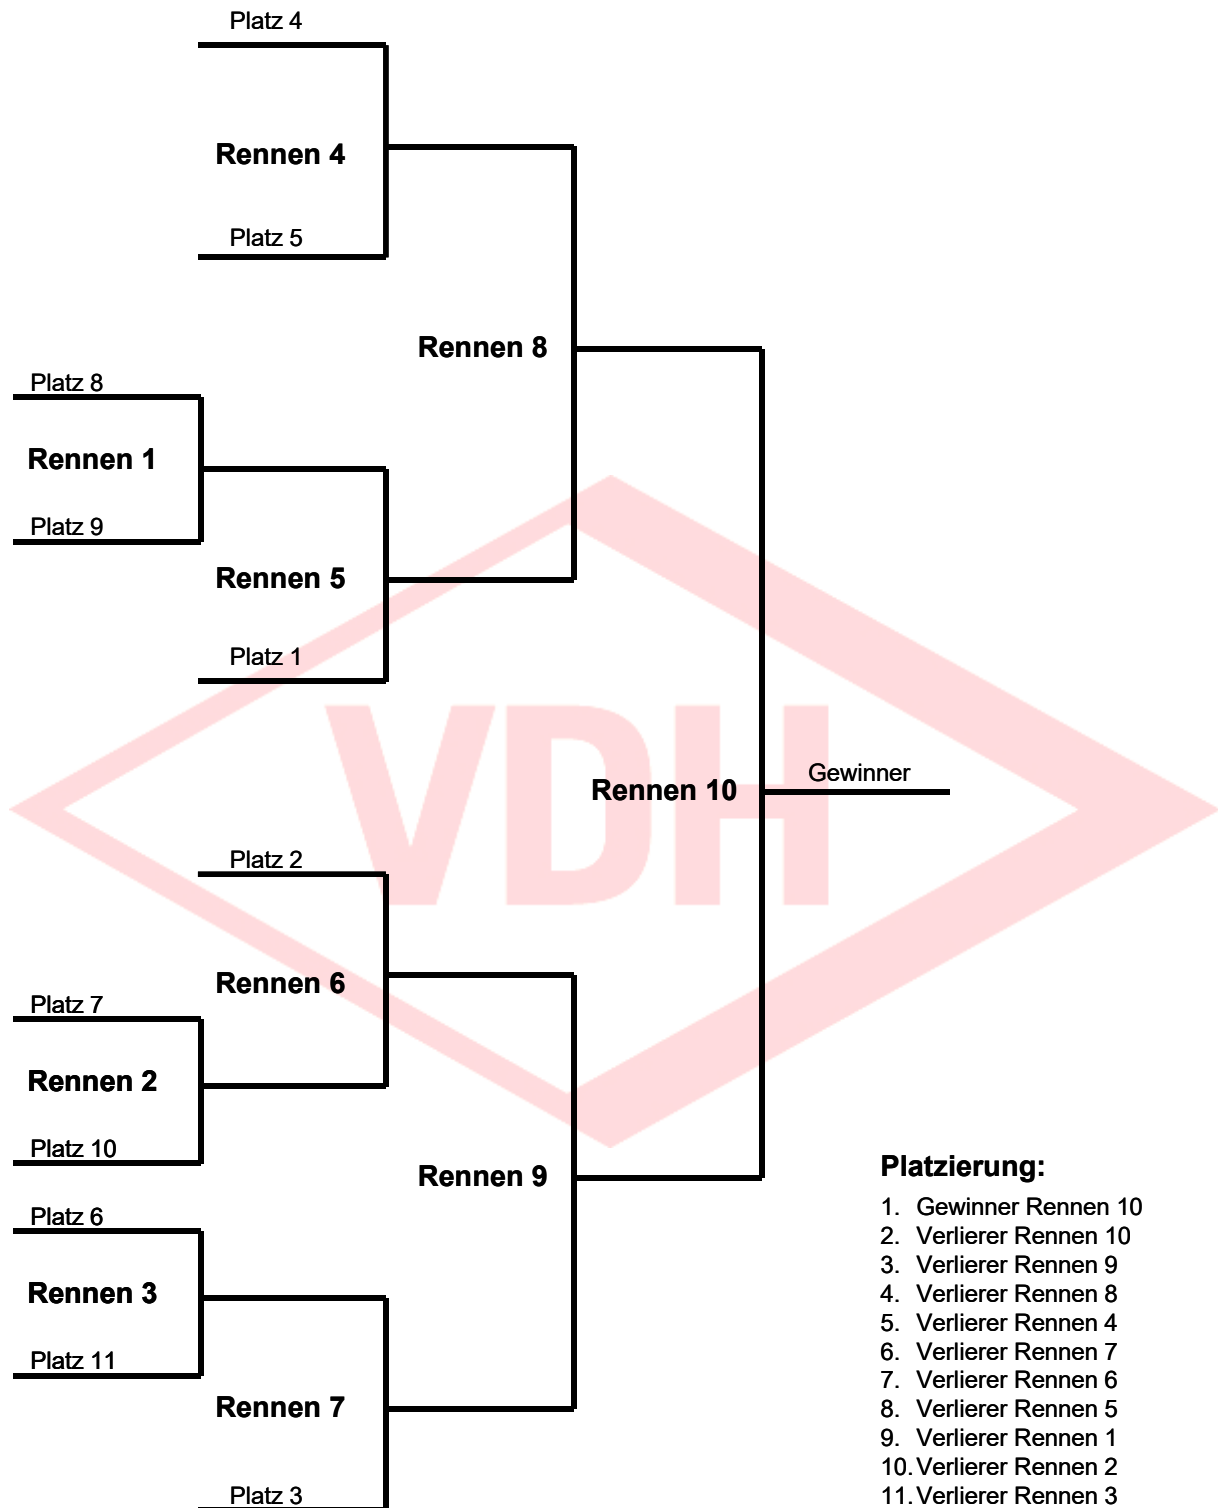 Platz 4
Rennen 4
Platz 5
Rennen 8
Platz 8
Rennen 1
Platz 9
Rennen 5
Platz 1
VDH
Gewinner
Rennen 10
Platz 2
Rennen 6
Platz 7
Rennen 2
Platz 10
Rennen 9
Platz 6
Rennen 3
Platz 11
Rennen 7
Platz 3
Platzierung:
1. Gewinner Rennen 10
2. Verlierer Rennen 10
3. Verlierer Rennen 9
4. Verlierer Rennen 8
5. Verlierer Rennen 4
6. Verlierer Rennen 7
7. Verlierer Rennen 6
8. Verlierer Rennen 5
9. Verlierer Rennen 1
10. Verlierer Rennen 2
11. Verlierer Rennen 3